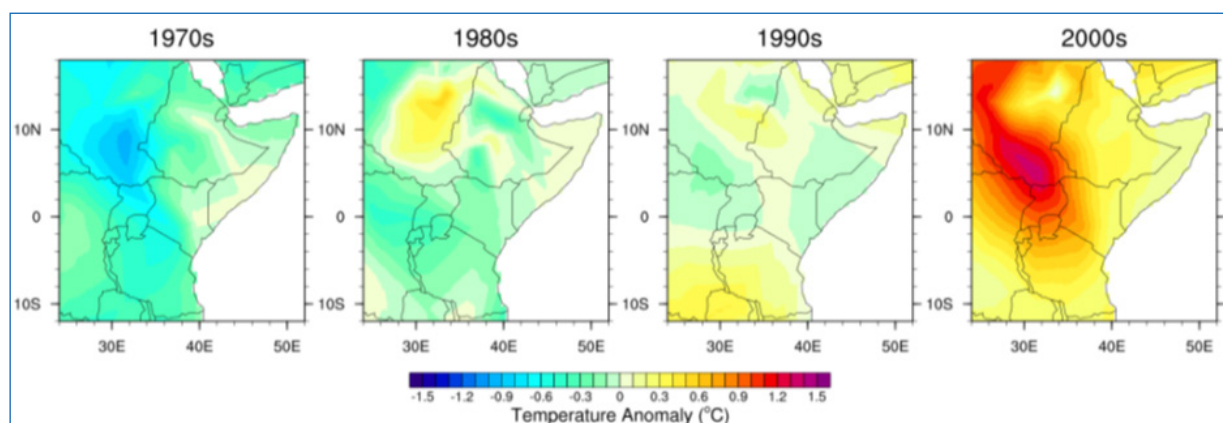 1970s 1980s 1990s 2000s
10N 10N 10N 10N
0 0 0 0
10S 10S 10S 10S
30E 40E 50E 30E 40E 50E 30E 40E 50E 30E 40E 50E
-1.5 -1.2 -0.9 -0.6 -0.3 0 0.3 0.6 0.9 1.2 1.5
Temperature Anomaly (°C)